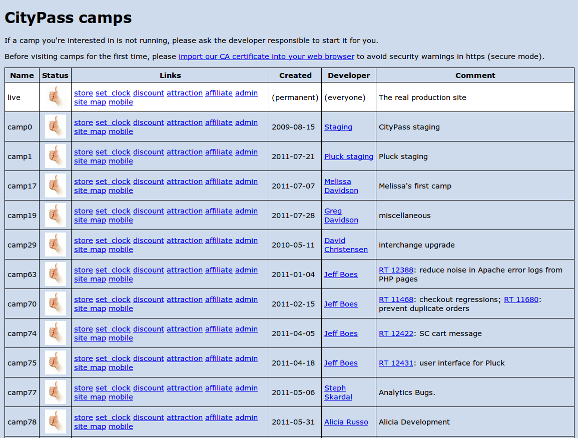 CityPass camps
If a camp you're interested in is not running, please ask the developer responsible to start it for you.
Before visiting camps for the first time, please import our CA certificate into your web browser to avoid security warnings in https (secure mode).
Name Status Links Created Developer Comment
live store set_clock discount attraction affiliate admin (permanent) (everyone) The real production site
site map mobile
camp0 store set_clock discount attraction affiliate admin 2009-08-15 Staging CityPass staging
site map mobile
camp1 store set_clock discount attraction affiliate admin 2011-07-21 Pluck staging Pluck staging
site map mobile
camp17 store set_clock discount attraction affiliate admin 2011-07-07 Melissa Melissa's first camp
site map mobile Davidson
camp19 store set_clock discount attraction affiliate admin 2011-07-28 Greg miscellaneous
site map mobile Davidson
camp29 store set_clock discount attraction affiliate admin 2010-05-11 David Interchange upgrade
site map mobile Christensen
camp63 store set_clock discount attraction affiliate admin 2011-01-04 Jeff Boes RT 12388: reduce noise in Apache error logs from
site map mobile PHP pages
camp70 store set_clock discount attraction affiliate admin 2011-02-15 Jeff Boes RT 11468: checkout regressions; RT 11680:
site map mobile prevent duplicate orders
camp74 store set_clock discount attraction affiliate admin 2011-04-05 Jeff Boes RT 12422: SC cart message
site map mobile
camp75 store set_clock discount attraction affiliate admin 2011-04-18 Jeff Boes RT 12431: user interface for Pluck
site map mobile
camp77 store set_clock discount attraction affiliate admin 2011-05-06 Steph Analytics Bugs.
site map mobile Skardal
camp78 store set_clock discount attraction affiliate admin 2011-05-31 Alicia Russo Alicia Development
site map mobile